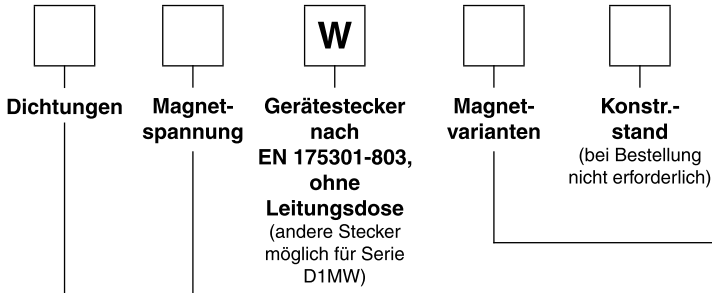 W
Dichtungen
Magnet-
spannung
Gerätestecker
nach
EN 175301-803,
ohne
Leitungsdose
(andere Stecker
möglich für Serie
D1MW)
Magnet-
varianten
Konstr.-
stand
(bei Bestellung
nicht erforderlich)